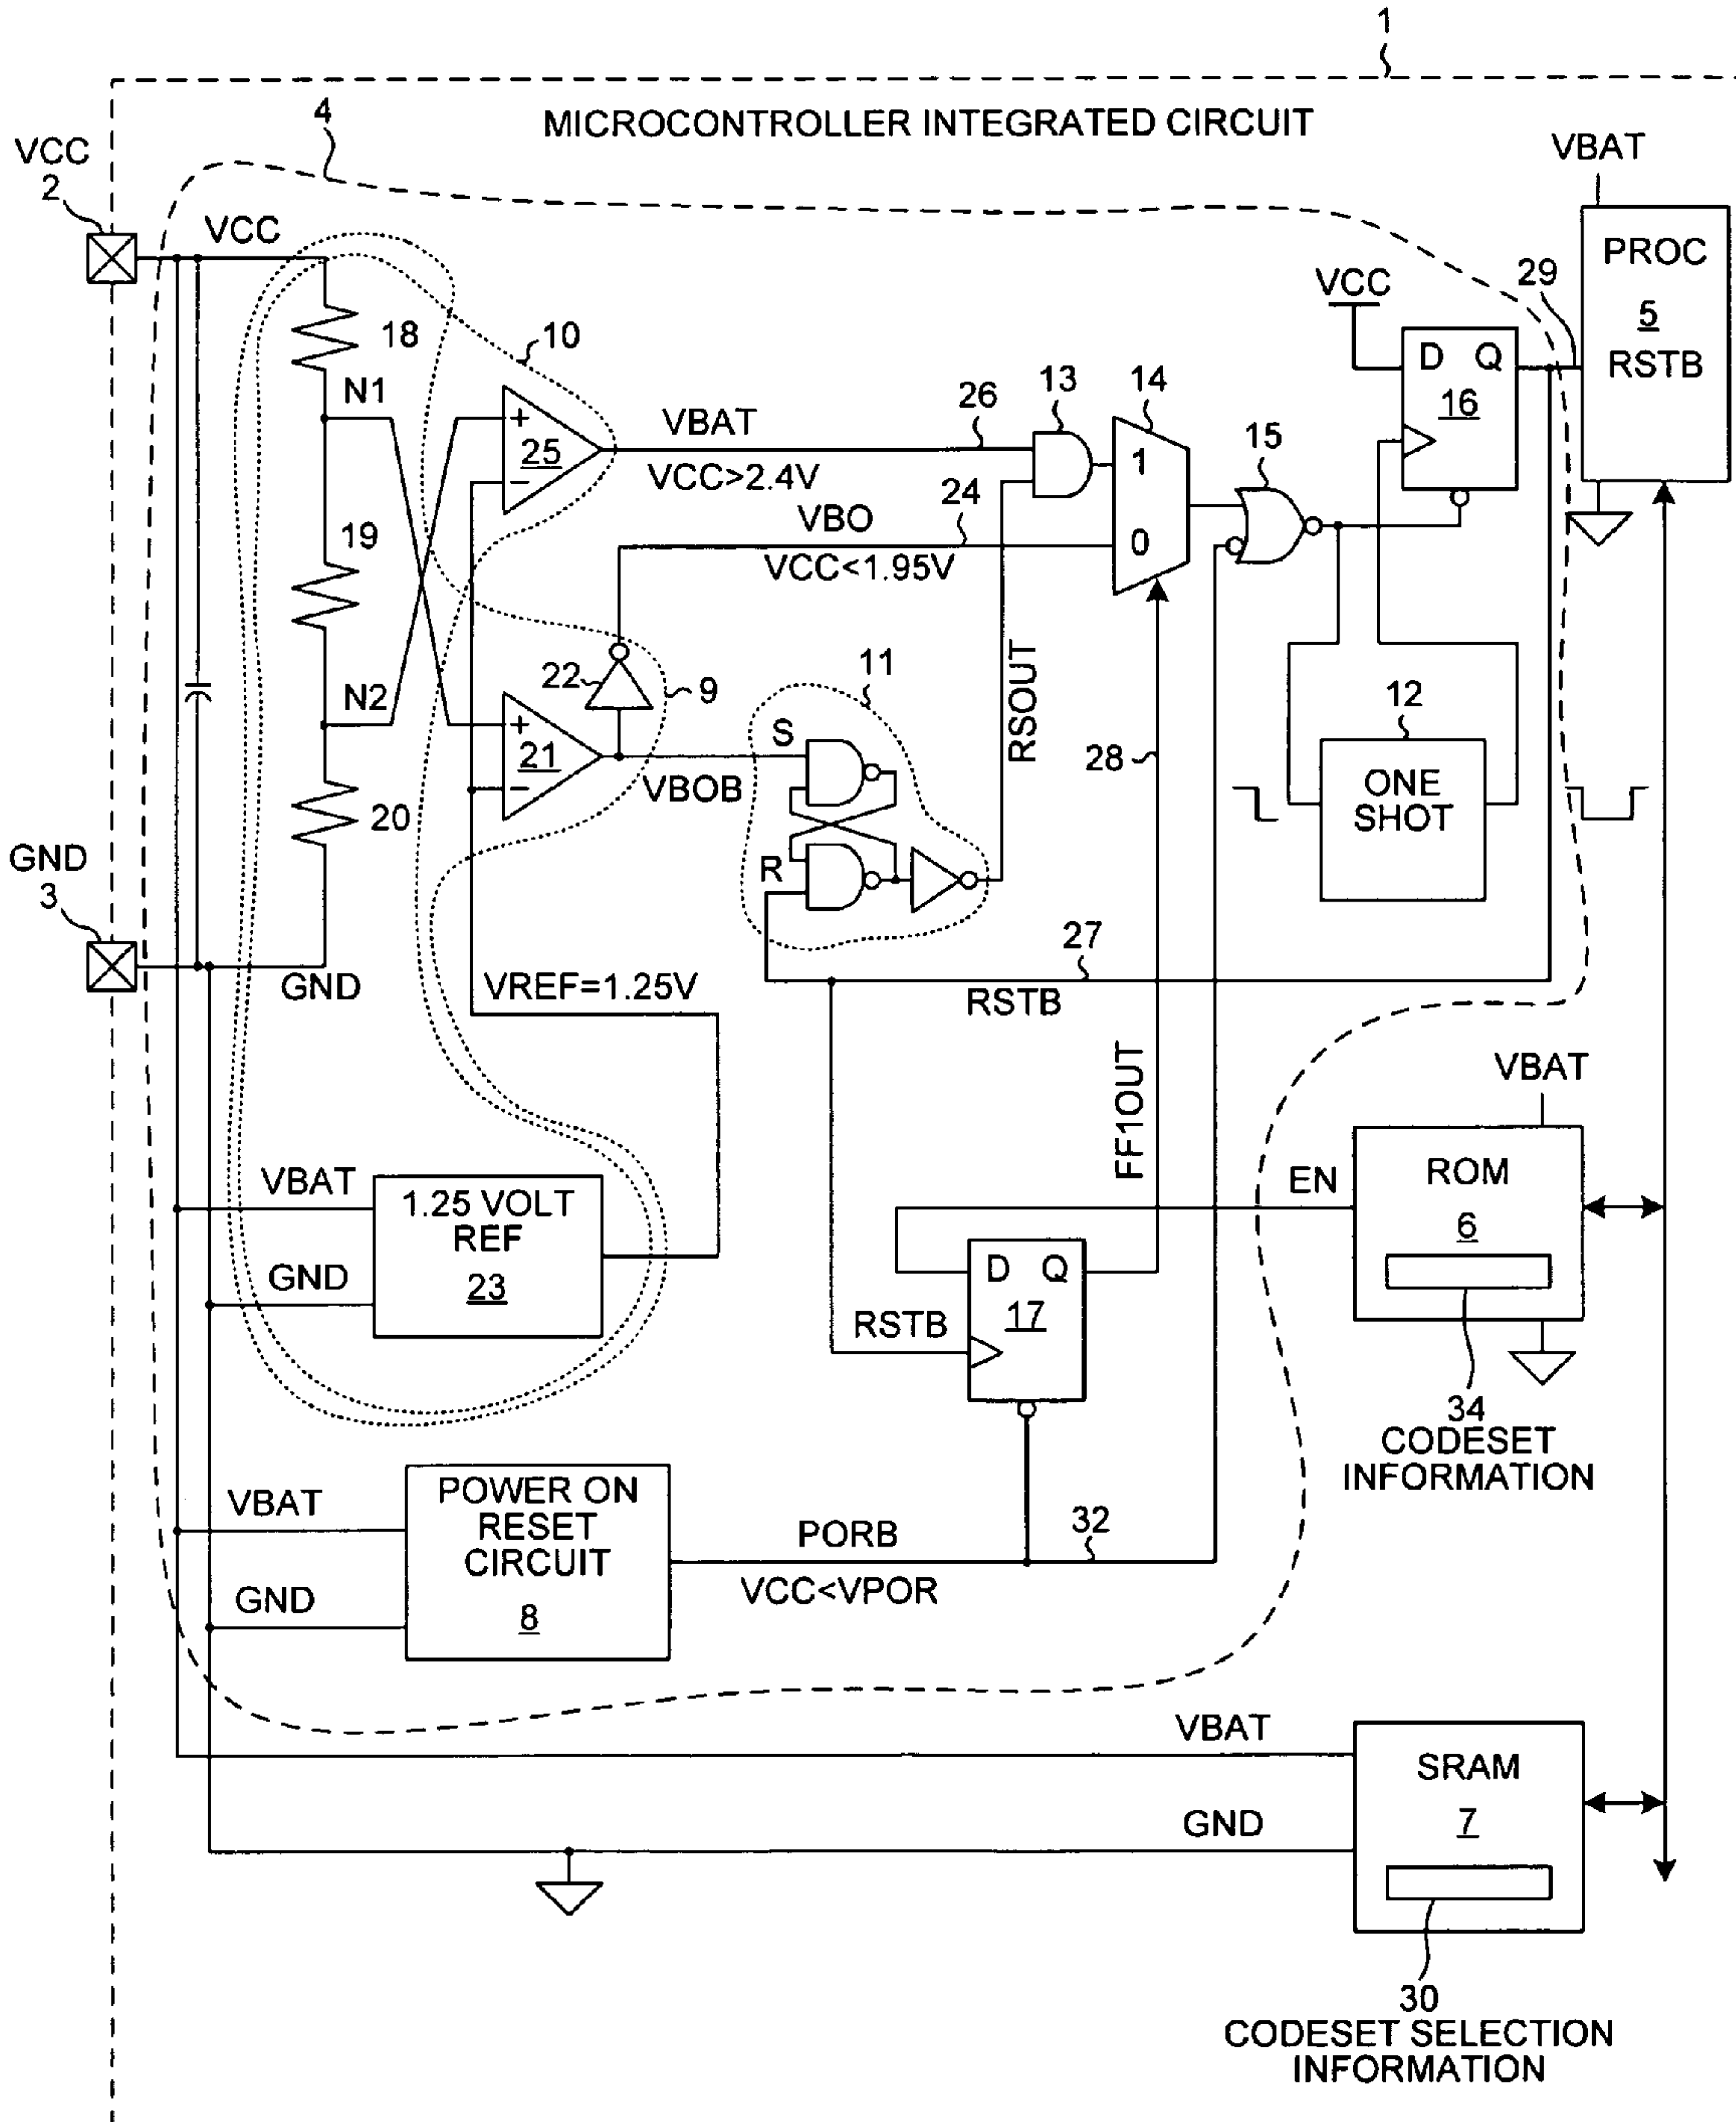 1
MICROCONTROLLER INTEGRATED CIRCUIT
4
VCC
2
VCC
VBAT
PROC
5
RSTB
29
VCC
D Q
16
18
N1
10
+
25
−
VBAT
26
VCC>2.4V
13
14
1
0
15
24
VBO
VCC<1.95V
19
N2
22
9
+
21
−
VBOB
11
S
R
RSOUT
28
12
ONE
SHOT
20
GND
3
GND
VREF=1.25V
27
RSTB
FF1OUT
VBAT
EN
ROM
6
34
CODESET
INFORMATION
VBAT
GND
1.25 VOLT
REF
23
D Q
17
RSTB
VBAT
GND
POWER ON
RESET
CIRCUIT
8
PORB
32
VCC<VPOR
VBAT
GND
SRAM
7
30
CODESET SELECTION
INFORMATION